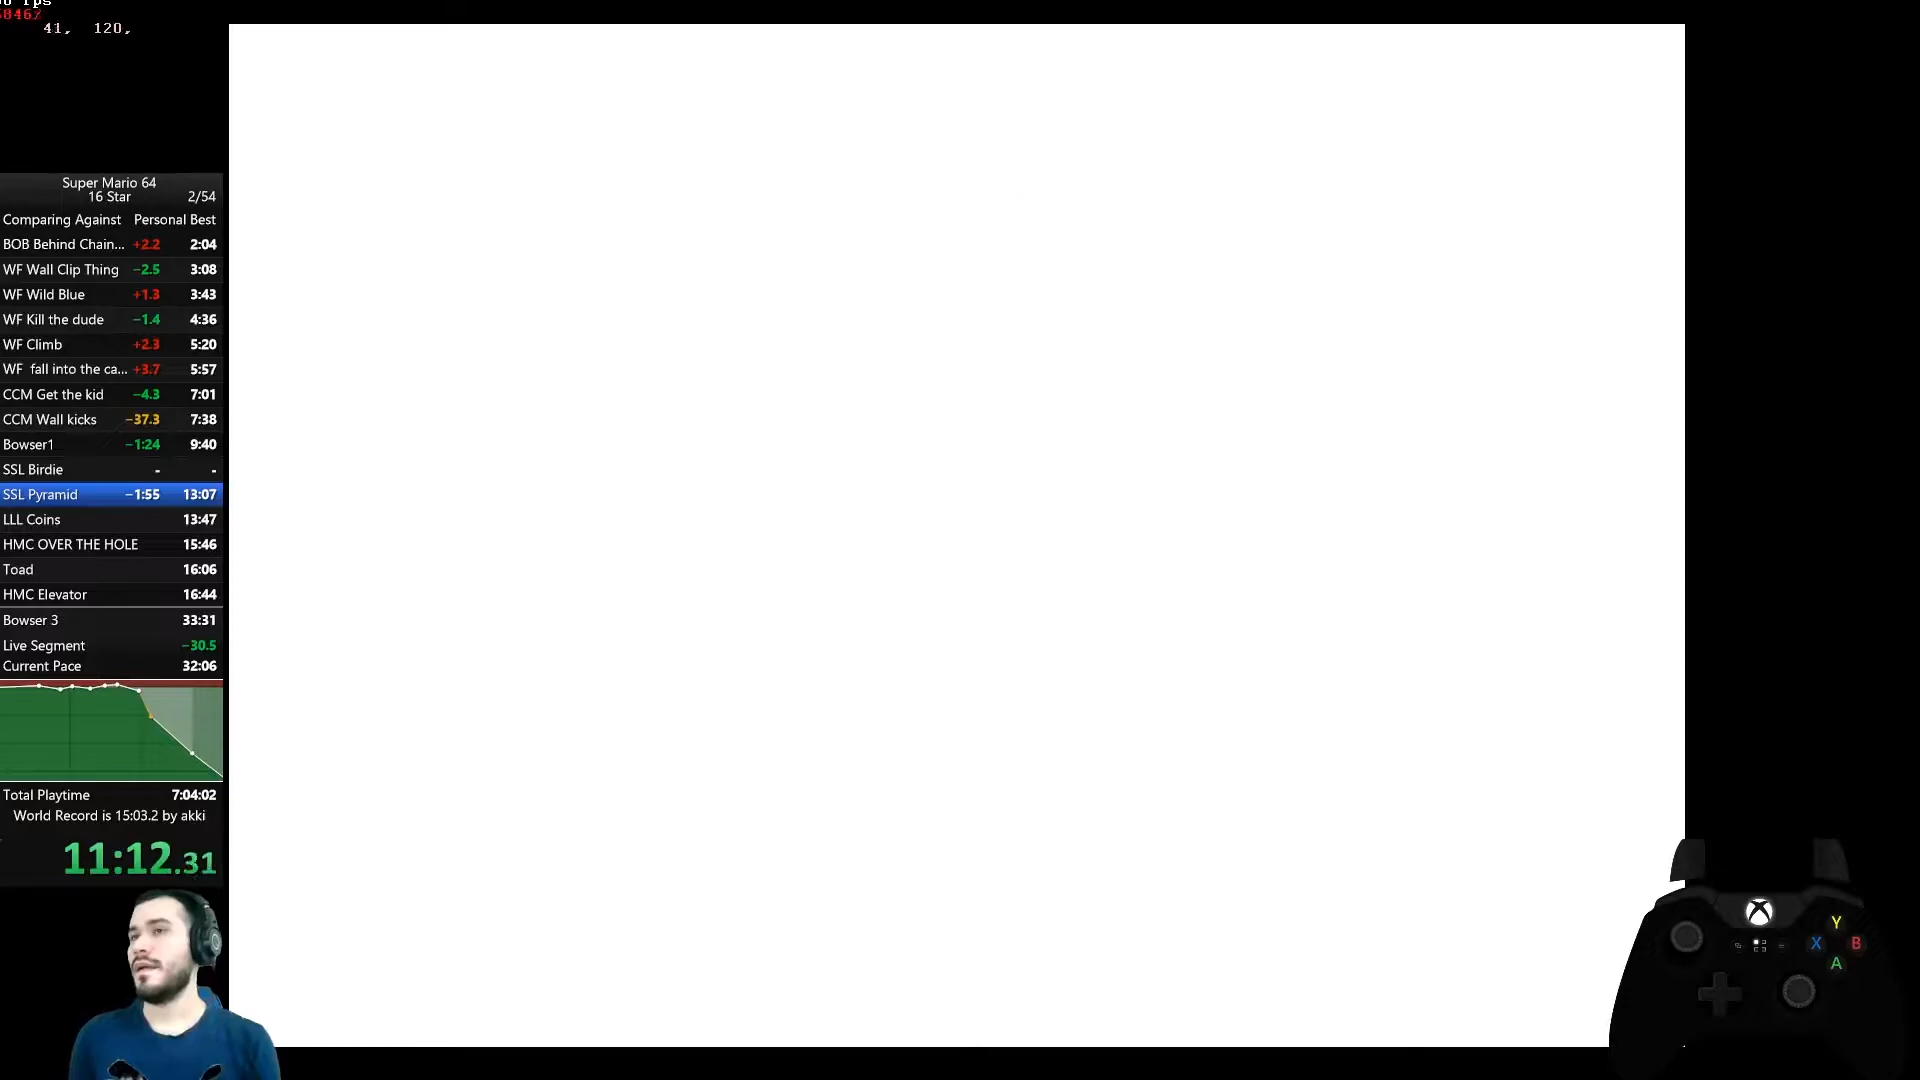 fps
846%
41, 120,
Super Mario 64
16 Star 2/54
Comparing Against Personal Best
BOB Behind Chain... +2.2 2:04
WF Wall Clip Thing −2.5 3:08
WF Wild Blue +1.3 3:43
WF Kill the dude −1.4 4:36
WF Climb +2.3 5:20
WF fall into the ca... +3.7 5:57
CCM Get the kid −4.3 7:01
CCM Wall kicks −37.3 7:38
Bowser1 −1:24 9:40
SSL Birdie - -
SSL Pyramid −1:55 13:07
LLL Coins 13:47
HMC OVER THE HOLE 15:46
Toad 16:06
HMC Elevator 16:44
Bowser 3 33:31
Live Segment −30.5
Current Pace 32:06
Total Playtime 7:04:02
World Record is 15:03.2 by akki
11:12.31
Y
X B
A